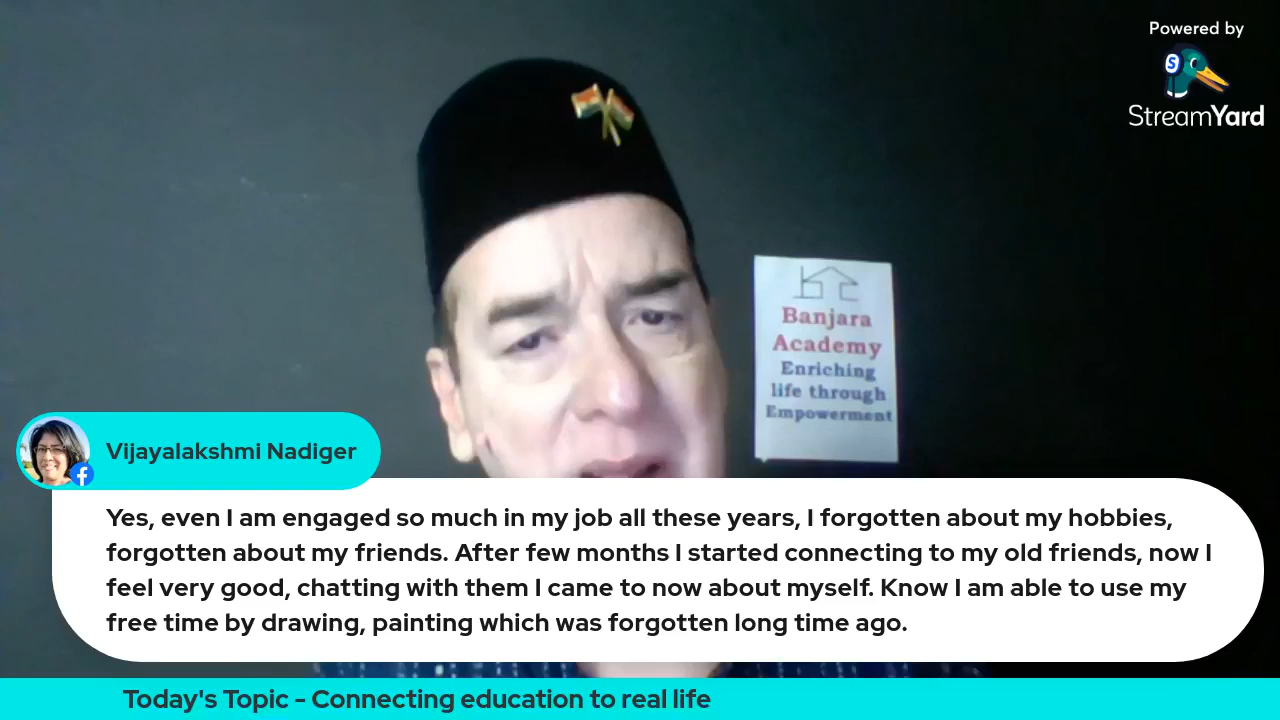 Powered by
S
StreamYard
Banjara
Academy
Enriching
life through
Empowerment
Vijayalakshmi Nadiger
Yes, even I am engaged so much in my job all these years, I forgotten about my hobbies,
forgotten about my friends. After few months I started connecting to my old friends, now I
feel very good, chatting with them I came to now about myself. Know I am able to use my
free time by drawing, painting which was forgotten long time ago.
Today's Topic - Connecting education to real life